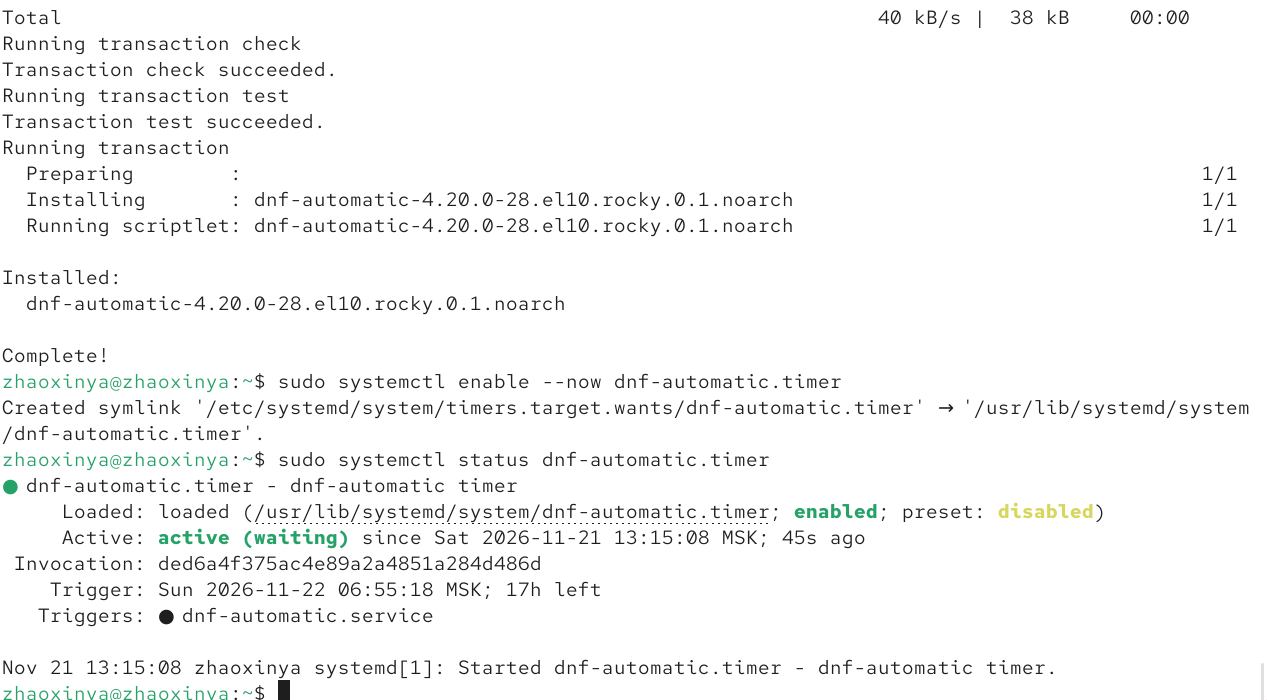 Total 40 kB/s | 38 kB 00:00
Running transaction check
Transaction check succeeded.
Running transaction test
Transaction test succeeded.
Running transaction
  Preparing        : 1/1
  Installing       : dnf-automatic-4.20.0-28.el10.rocky.0.1.noarch 1/1
  Running scriptlet: dnf-automatic-4.20.0-28.el10.rocky.0.1.noarch 1/1

Installed:
  dnf-automatic-4.20.0-28.el10.rocky.0.1.noarch

Complete!
zhaoxinya@zhaoxinya:~$ sudo systemctl enable --now dnf-automatic.timer
Created symlink '/etc/systemd/system/timers.target.wants/dnf-automatic.timer' → '/usr/lib/systemd/system
/dnf-automatic.timer'.
zhaoxinya@zhaoxinya:~$ sudo systemctl status dnf-automatic.timer
● dnf-automatic.timer - dnf-automatic timer
     Loaded: loaded (/usr/lib/systemd/system/dnf-automatic.timer; enabled; preset: disabled)
     Active: active (waiting) since Sat 2026-11-21 13:15:08 MSK; 45s ago
 Invocation: ded6a4f375ac4e89a2a4851a284d486d
    Trigger: Sun 2026-11-22 06:55:18 MSK; 17h left
   Triggers: ● dnf-automatic.service

Nov 21 13:15:08 zhaoxinya systemd[1]: Started dnf-automatic.timer - dnf-automatic timer.
zhaoxinya@zhaoxinya:~$